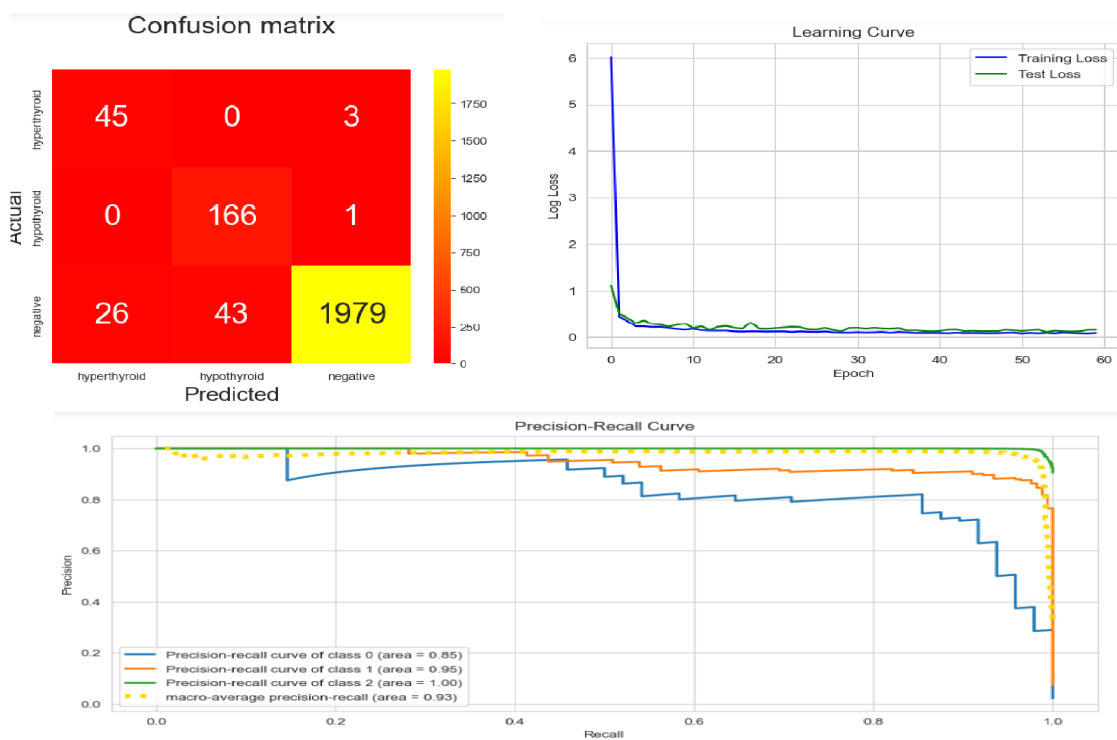 Confusion matrix
Actual
hyperthyroid
hypothyroid
negative
45 0 3
0 166 1
26 43 1979
hyperthyroid hypothyroid negative
Predicted
1750
1500
1250
1000
750
500
250
0
Learning Curve
Training Loss
Test Loss
Log Loss
6
5
4
3
2
1
0
0 10 20 30 40 50 60
Epoch
Precision-Recall Curve
Precision
1.0
0.8
0.6
0.4
0.2
0.0
Precision-recall curve of class 0 (area = 0.85)
Precision-recall curve of class 1 (area = 0.95)
Precision-recall curve of class 2 (area = 1.00)
macro-average precision-recall (area = 0.93)
0.0 0.2 0.4 0.6 0.8 1.0
Recall